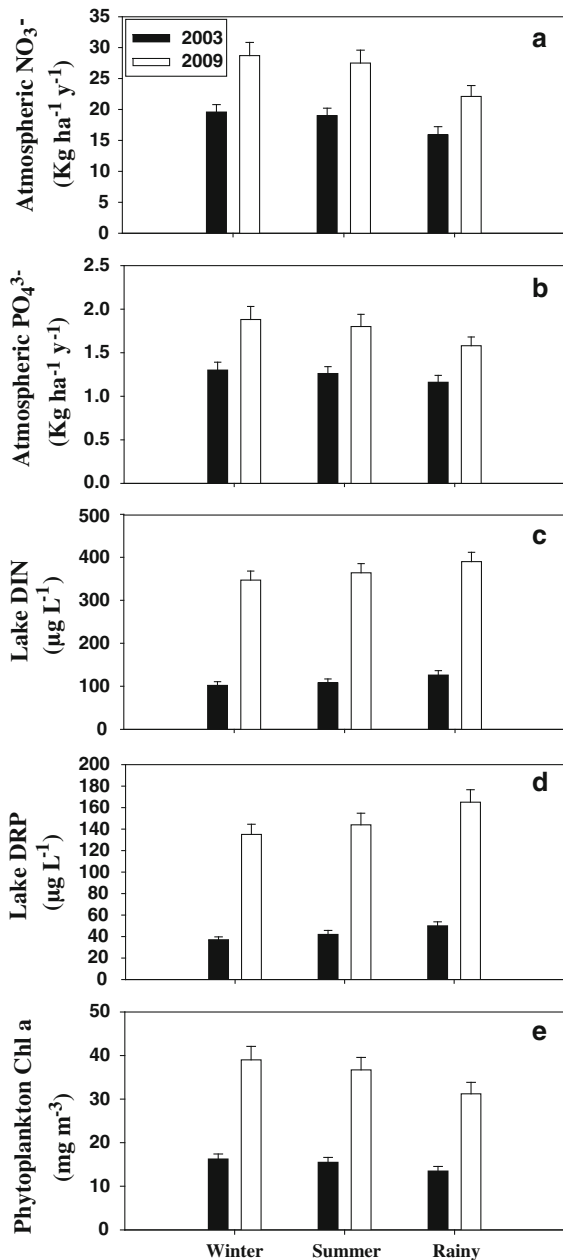 a
2003
2009
Atmospheric NO₃⁻
(Kg ha⁻¹ y⁻¹)
35
30
25
20
15
10
5
0
b
Atmospheric PO₄³⁻
(Kg ha⁻¹ y⁻¹)
2.5
2.0
1.5
1.0
0.5
0.0
c
Lake DIN
(µg L⁻¹)
500
400
300
200
100
0
d
Lake DRP
(µg L⁻¹)
200
180
160
140
120
100
80
60
40
20
0
e
Phytoplankton Chl a
(mg m⁻³)
50
40
30
20
10
0
Winter Summer Rainy